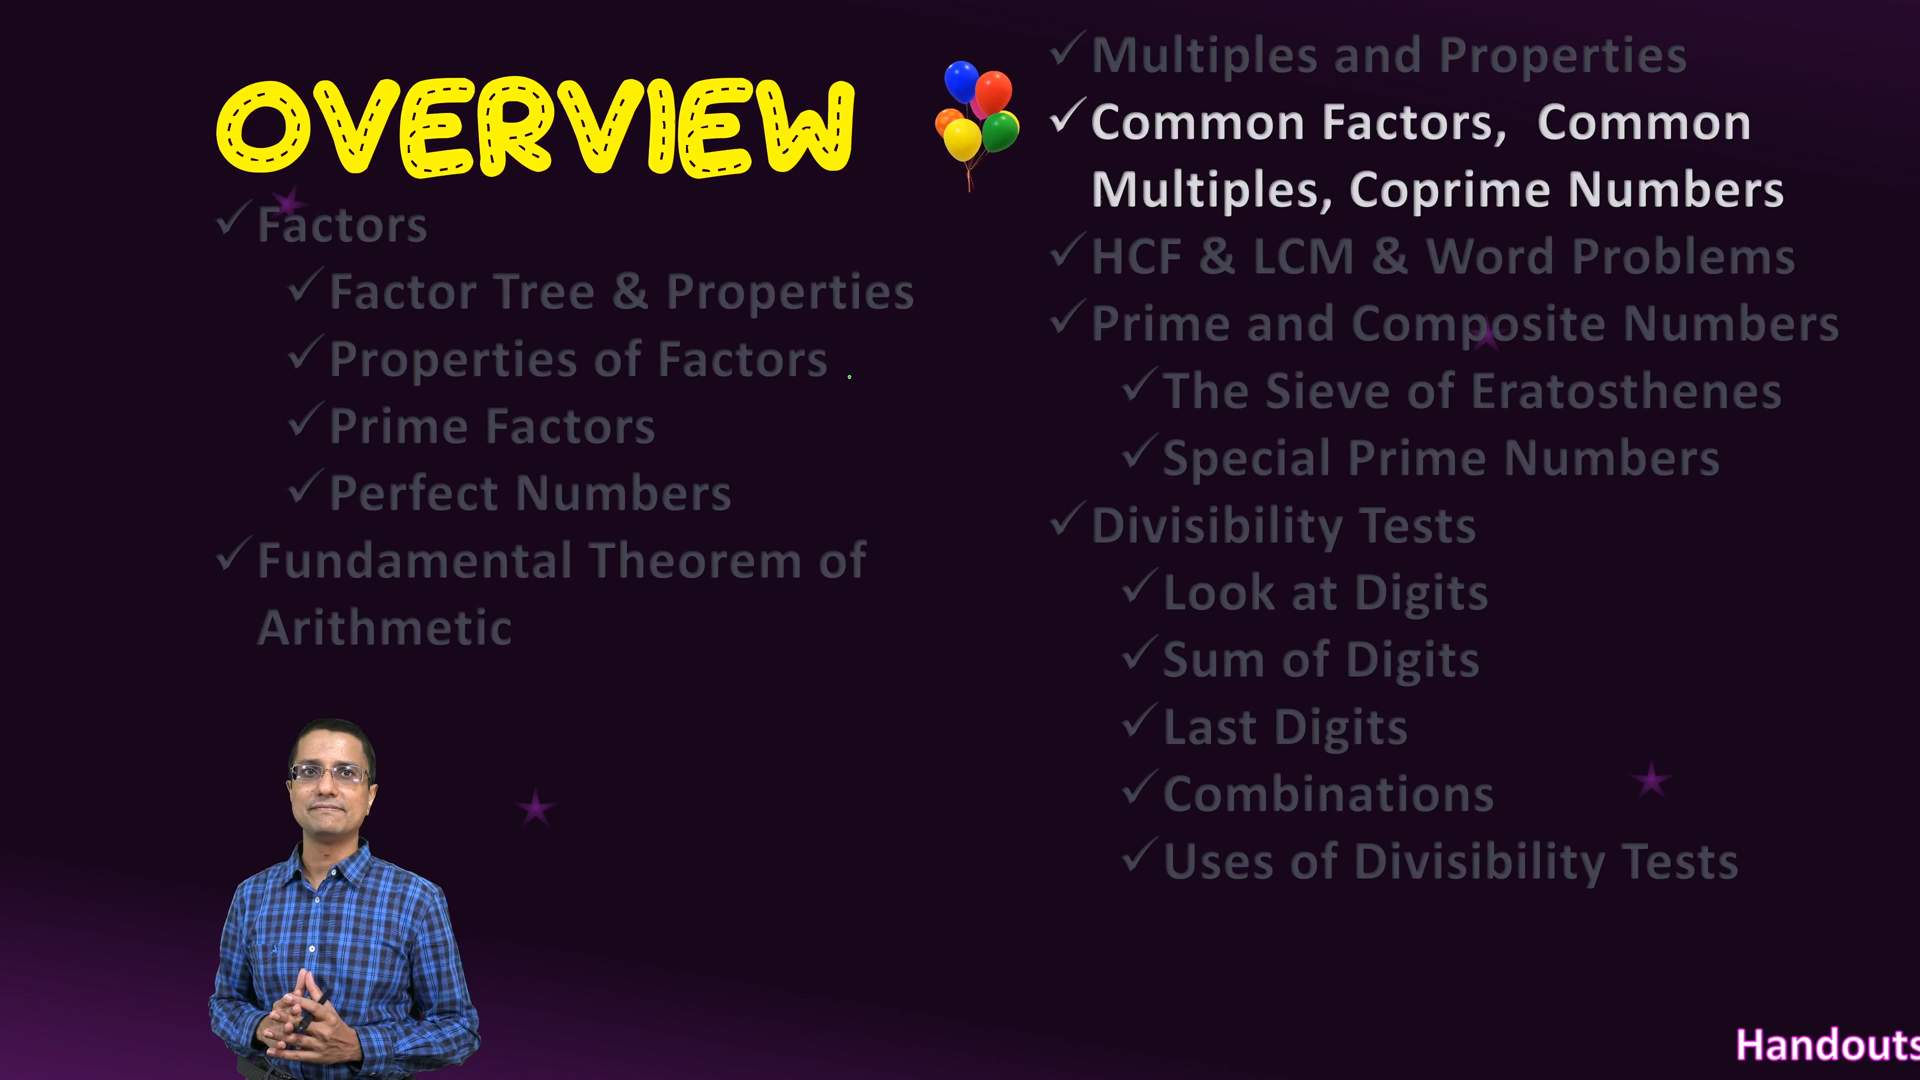 OVERVIEW
✓Factors
✓Factor Tree & Properties
✓Properties of Factors
✓Prime Factors
✓Perfect Numbers
✓Fundamental Theorem of
Arithmetic
✓Multiples and Properties
✓Common Factors,  Common
Multiples, Coprime Numbers
✓HCF & LCM & Word Problems
✓Prime and Composite Numbers
✓The Sieve of Eratosthenes
✓Special Prime Numbers
✓Divisibility Tests
✓Look at Digits
✓Sum of Digits
✓Last Digits
✓Combinations
✓Uses of Divisibility Tests
Handouts